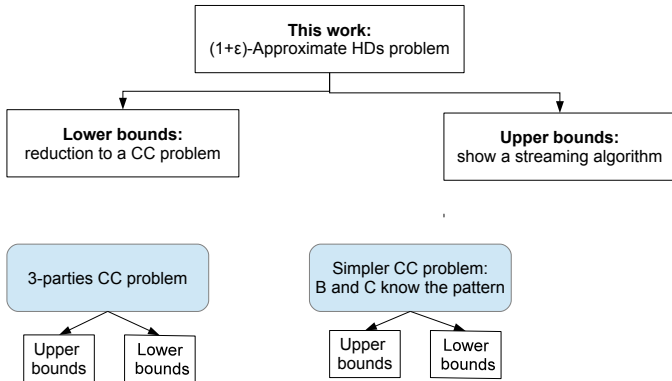 This work:
(1+ε)-Approximate HDs problem
Lower bounds:
reduction to a CC problem
Upper bounds:
show a streaming algorithm
3-parties CC problem
Simpler CC problem:
B and C know the pattern
Upper
bounds
Lower
bounds
Upper
bounds
Lower
bounds